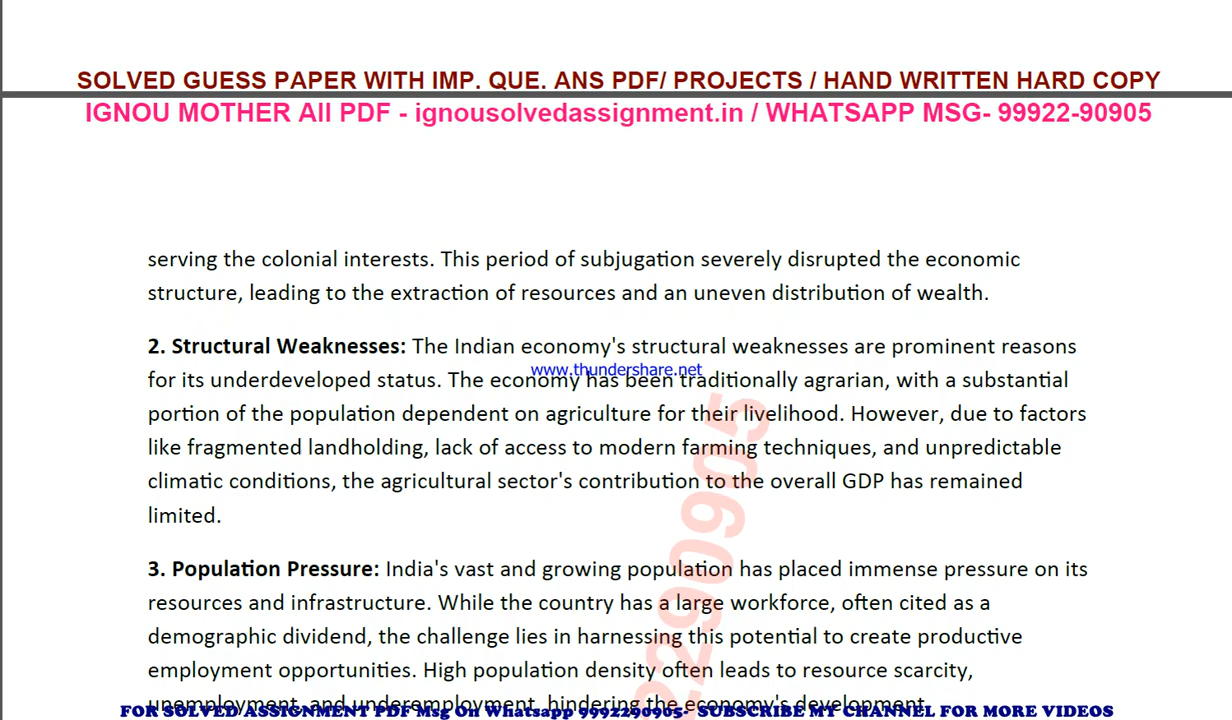 SOLVED GUESS PAPER WITH IMP. QUE. ANS PDF/ PROJECTS / HAND WRITTEN HARD COPY
IGNOU MOTHER All PDF - ignousolvedassignment.in / WHATSAPP MSG- 99922-90905
serving the colonial interests. This period of subjugation severely disrupted the economic
structure, leading to the extraction of resources and an uneven distribution of wealth.
2. Structural Weaknesses: The Indian economy's structural weaknesses are prominent reasons
www.thundershare.net
for its underdeveloped status. The economy has been traditionally agrarian, with a substantial
portion of the population dependent on agriculture for their livelihood. However, due to factors
like fragmented landholding, lack of access to modern farming techniques, and unpredictable
climatic conditions, the agricultural sector's contribution to the overall GDP has remained
limited.
3. Population Pressure: India's vast and growing population has placed immense pressure on its
resources and infrastructure. While the country has a large workforce, often cited as a
demographic dividend, the challenge lies in harnessing this potential to create productive
employment opportunities. High population density often leads to resource scarcity,
unemployment, and underemployment, hindering the economy's development.
FOR SOLVED ASSIGNMENT PDF Msg On Whatsapp 9992290905- SUBSCRIBE MY CHANNEL FOR MORE VIDEOS
2290905